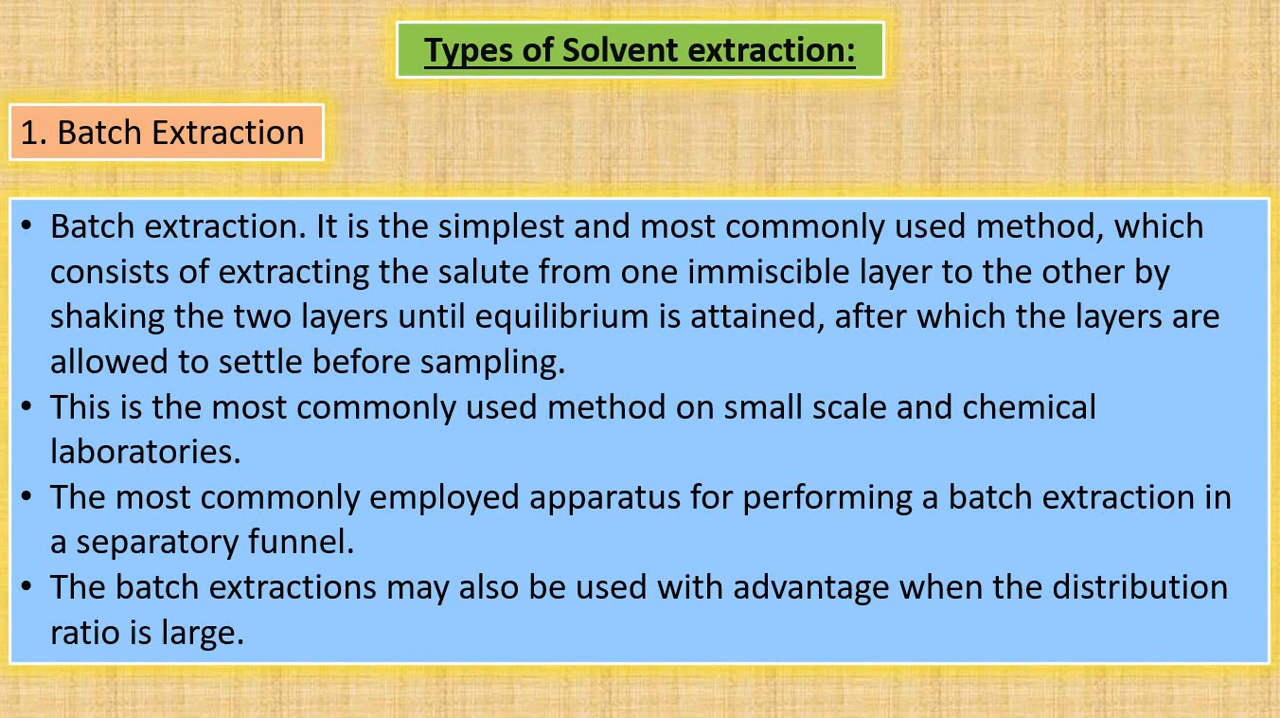 Types of Solvent extraction:
1. Batch Extraction
• Batch extraction. It is the simplest and most commonly used method, which
consists of extracting the salute from one immiscible layer to the other by
shaking the two layers until equilibrium is attained, after which the layers are
allowed to settle before sampling.
• This is the most commonly used method on small scale and chemical
laboratories.
• The most commonly employed apparatus for performing a batch extraction in
a separatory funnel.
• The batch extractions may also be used with advantage when the distribution
ratio is large.